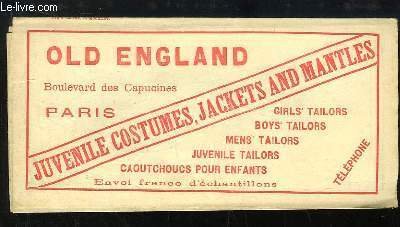 Le-livre.com
OLD ENGLAND
Boulevard des Capucines
PARIS
JUVENILE COSTUMES, JACKETS AND MANTLES
GIRLS' TAILORS
BOYS' TAILORS
MENS' TAILORS
JUVENILE TAILORS
CAOUTCHOUCS POUR ENFANTS
Envoi franco d'échantillons
TÉLÉPHONE